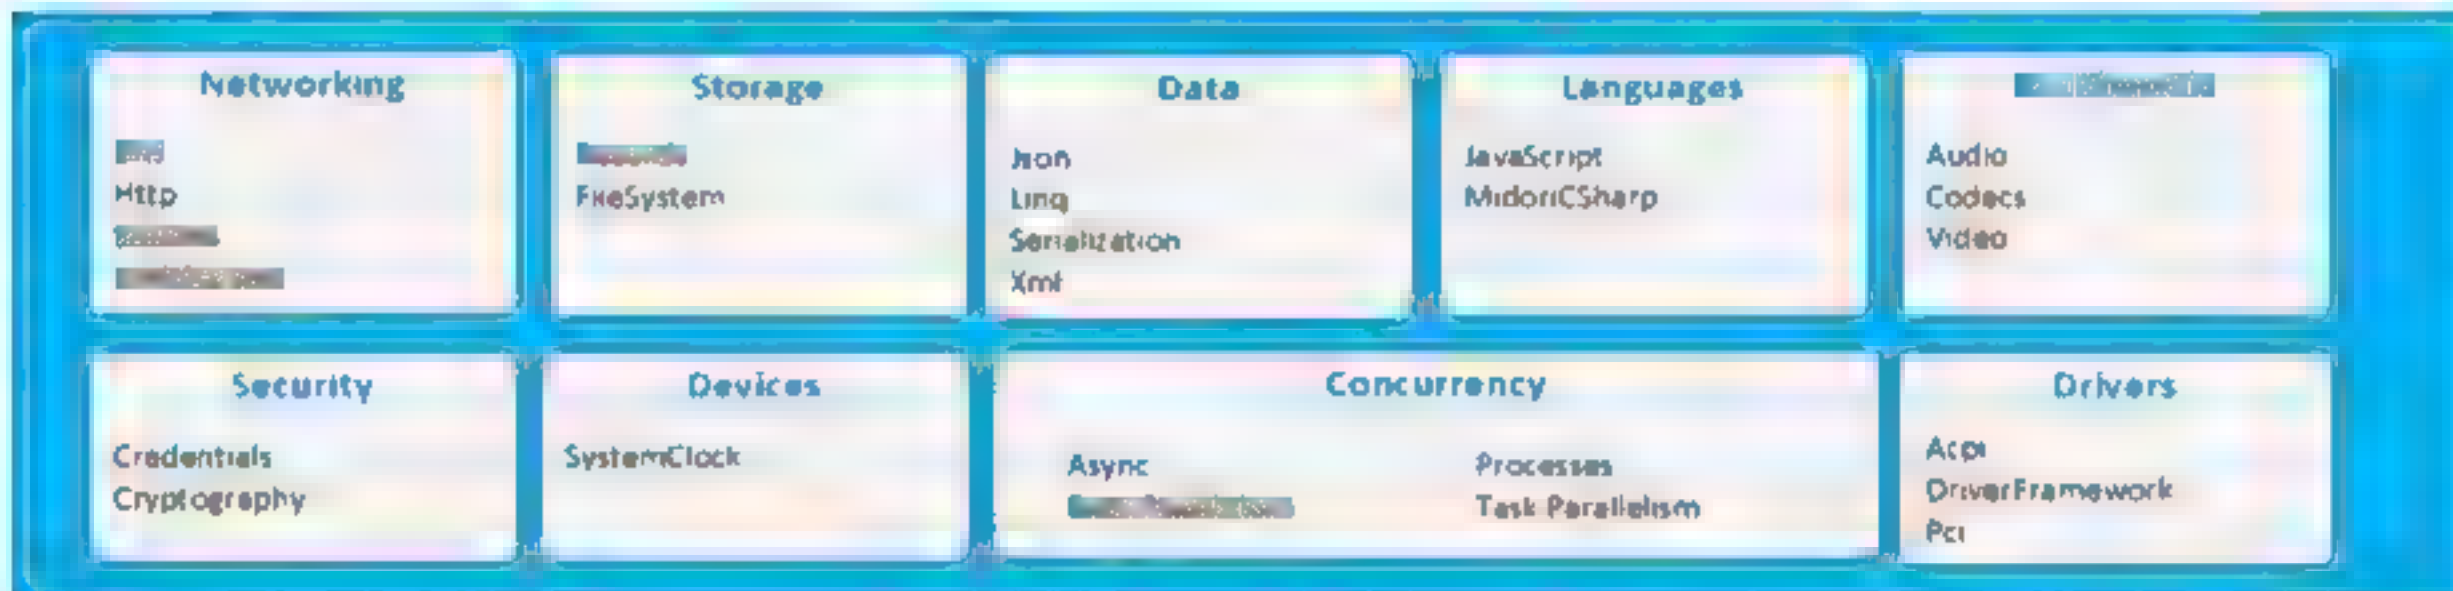 Networking
Http
Storage
FileSystem
Data
Json
Linq
Serialization
Xml
Languages
JavaScript
MidoriCSharp
Audio
Codecs
Video
Security
Credentials
Cryptography
Devices
SystemClock
Concurrency
Async
Processes
Task Parallelism
Drivers
Acpi
DriverFramework
Pci